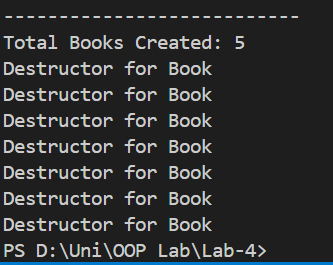 ----------------------------
Total Books Created: 5
Destructor for Book
Destructor for Book
Destructor for Book
Destructor for Book
Destructor for Book
Destructor for Book
Destructor for Book
PS D:\Uni\OOP Lab\Lab-4>